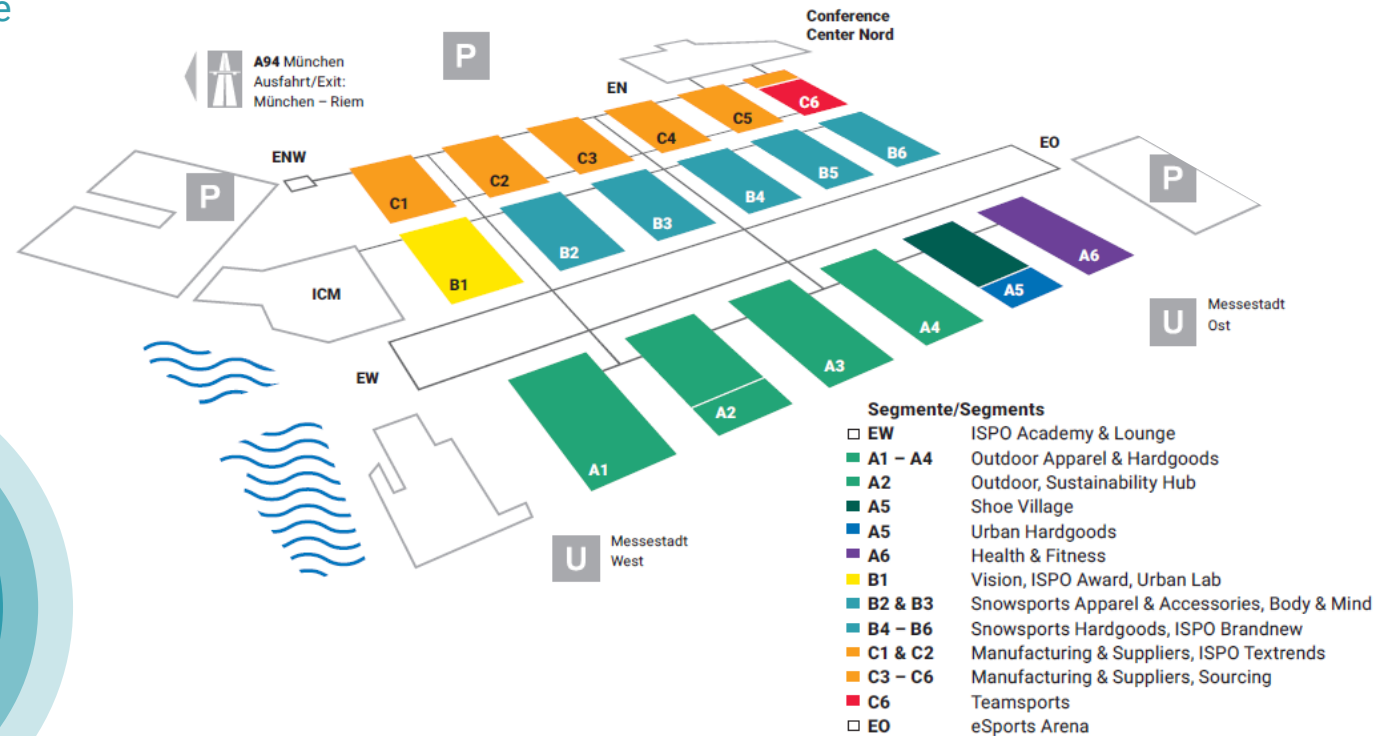 e
Conference
Center Nord
P
A94 München
Ausfahrt/Exit:
München – Riem
EN
C6
C5
C4
EO
ENW
C3
B6
C2
B5
P
P
C1
B4
B3
B2
A6
B1
A5
ICM
Messestadt
Ost
U
A4
A3
EW
A2
A1
Messestadt
West
U
Segmente/Segments
EW ISPO Academy & Lounge
A1 – A4 Outdoor Apparel & Hardgoods
A2 Outdoor, Sustainability Hub
A5 Shoe Village
A5 Urban Hardgoods
A6 Health & Fitness
B1 Vision, ISPO Award, Urban Lab
B2 & B3 Snowsports Apparel & Accessories, Body & Mind
B4 – B6 Snowsports Hardgoods, ISPO Brandnew
C1 & C2 Manufacturing & Suppliers, ISPO Textrends
C3 – C6 Manufacturing & Suppliers, Sourcing
C6 Teamsports
EO eSports Arena